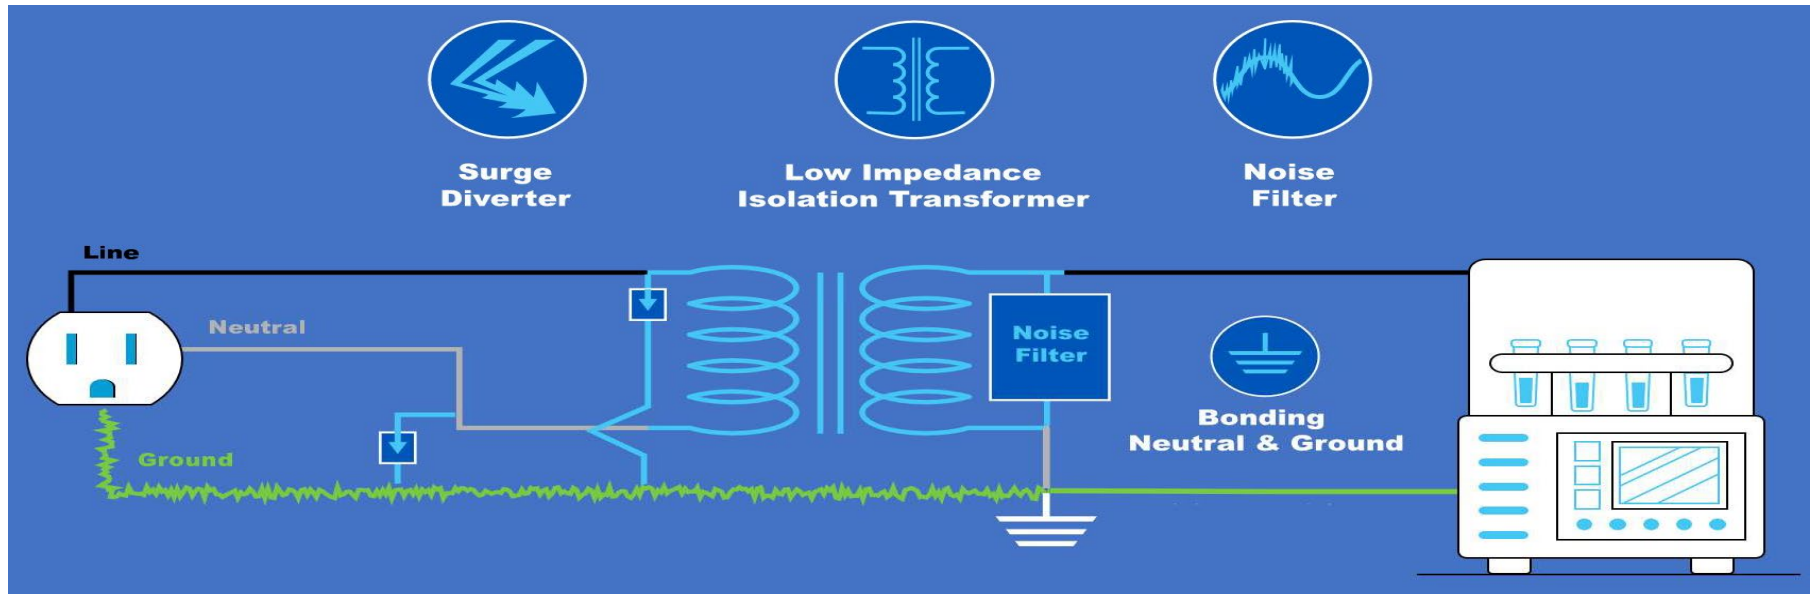 Surge
Diverter
Low Impedance
Isolation Transformer
Noise
Filter
Line
Neutral
Noise
Filter
Bonding
Neutral & Ground
Ground